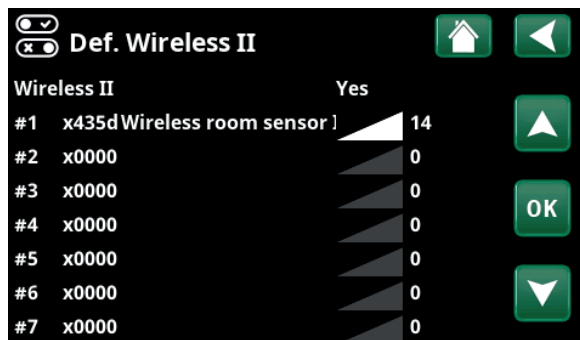 Def. Wireless II
Wireless II Yes
#1 x435d Wireless room sensor 14
#2 x0000 0
#3 x0000 0
#4 x0000 0
OK
#5 x0000 0
#6 x0000 0
#7 x0000 0